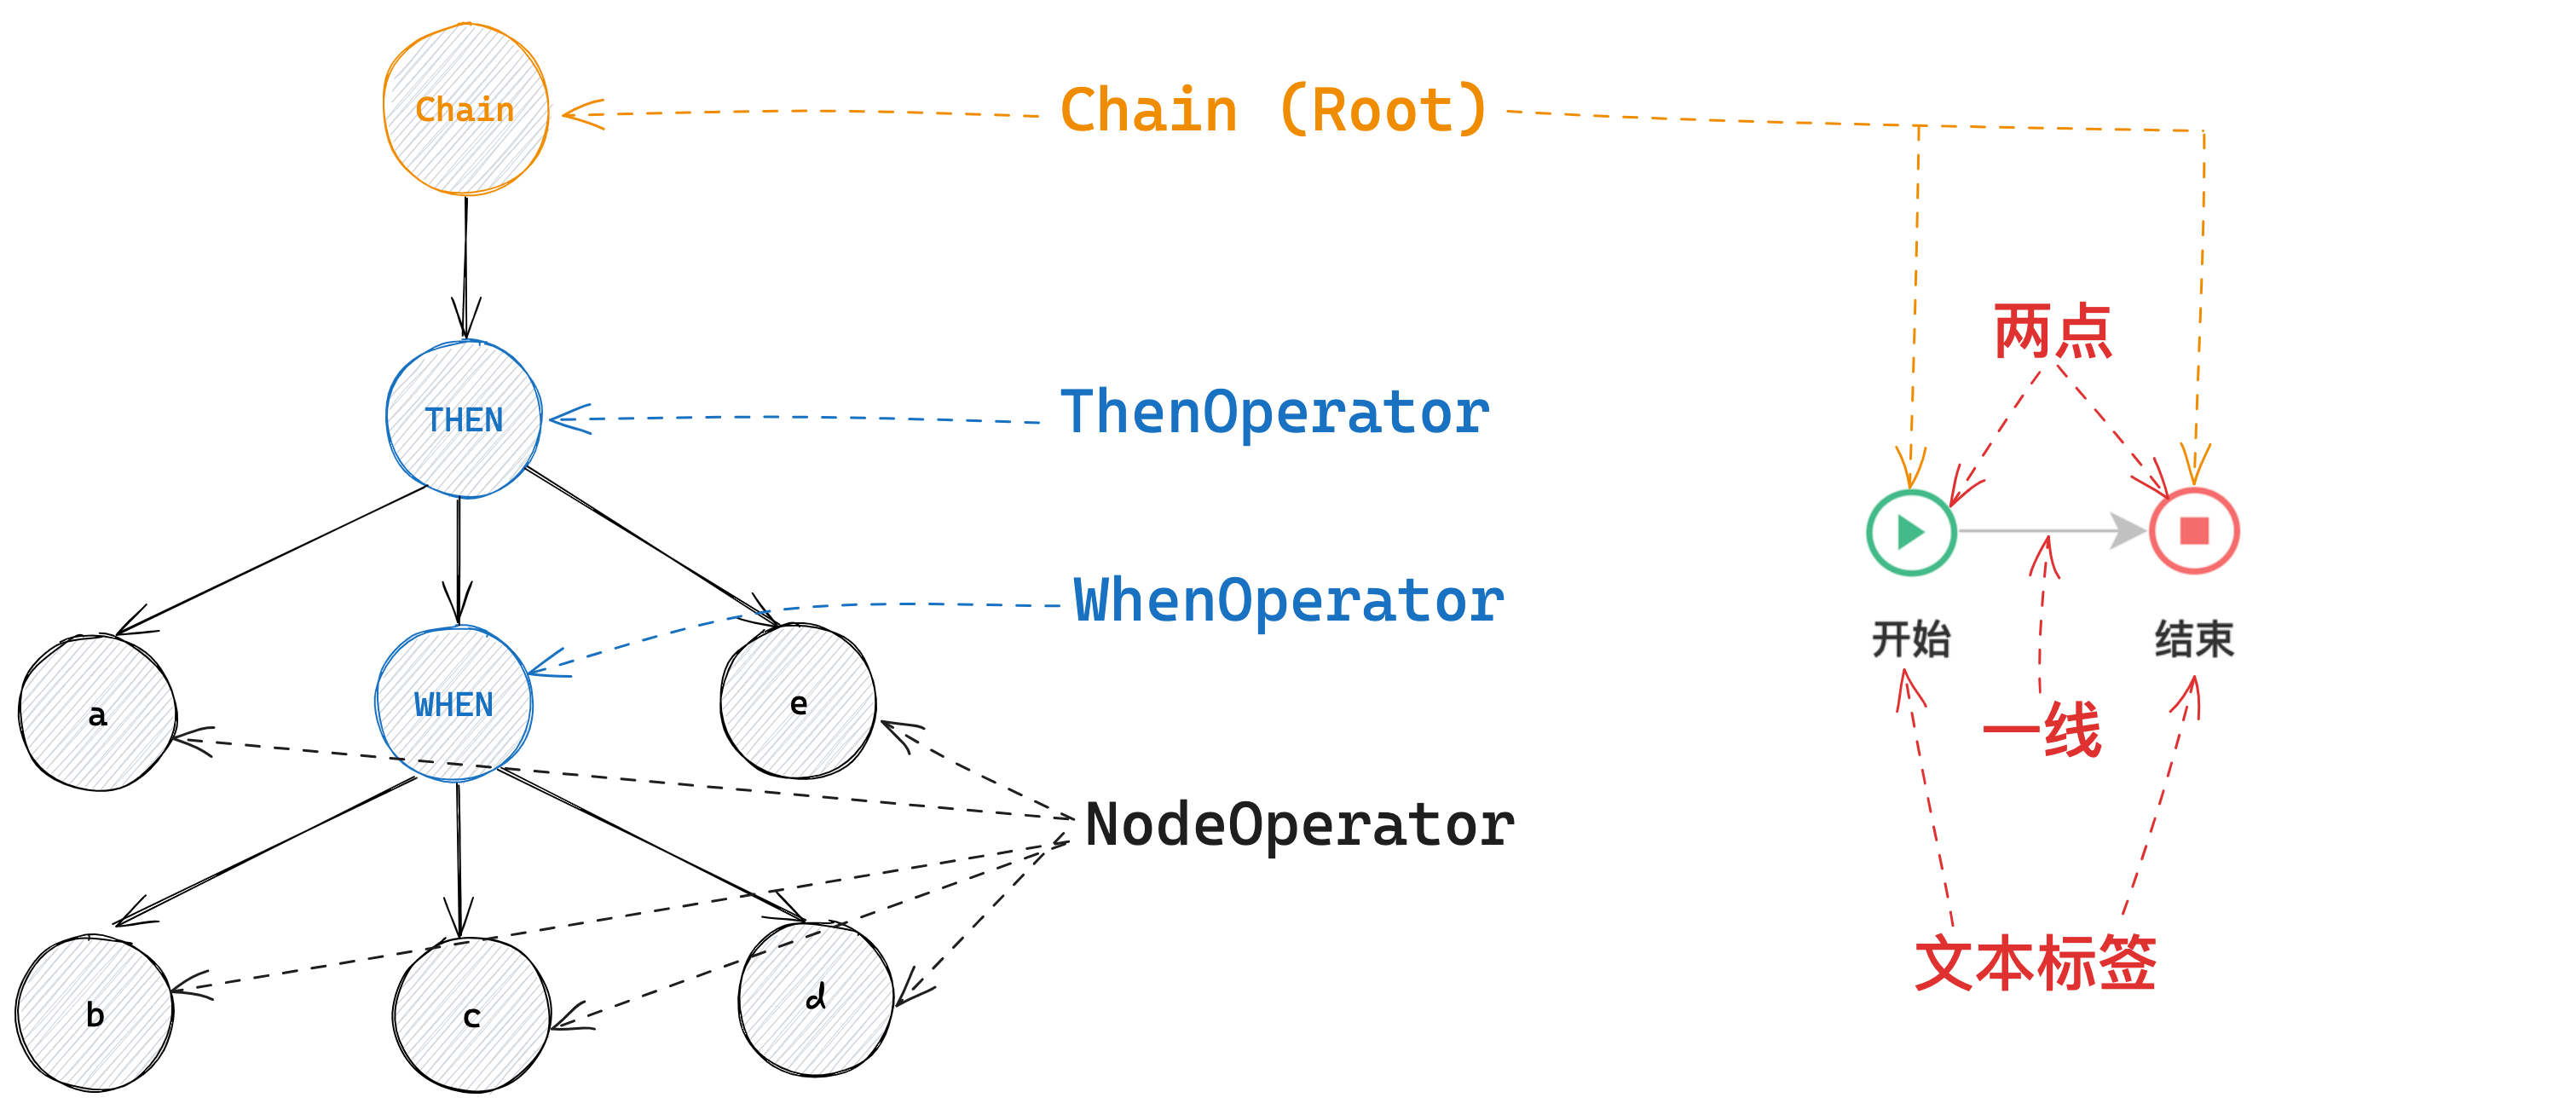 Chain
Chain (Root)
两点
THEN
ThenOperator
WhenOperator
开始
结束
a
WHEN
e
一线
NodeOperator
文本标签
b
c
d